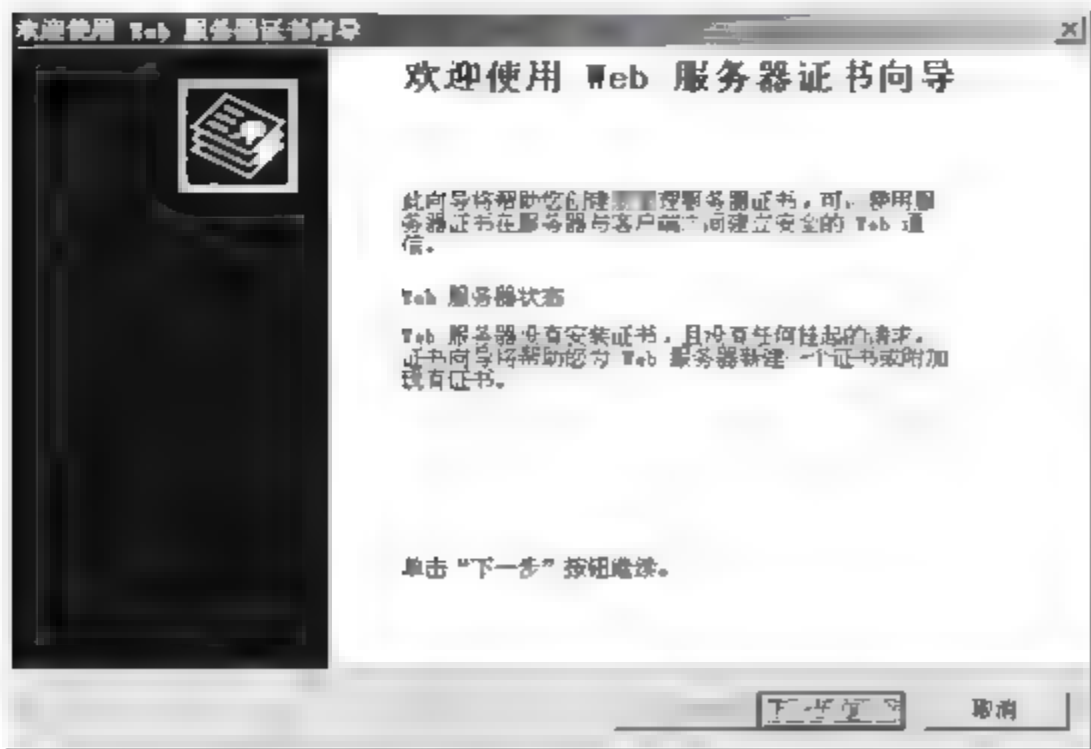 欢迎使用 Web 服务器证书向导
欢迎使用 Web 服务器证书向导
此向导将帮助您创建 管理服务器证书,可 使用服
务器证书在服务器与客户端之间建立安全的 Web 通
信。
Web 服务器状态
Web 服务器没有安装证书,且没有任何挂起的请求。
证书向导将帮助您为 Web 服务器新建一个证书或附加
现有证书。
单击“下一步”按钮继续。
下一步
取消